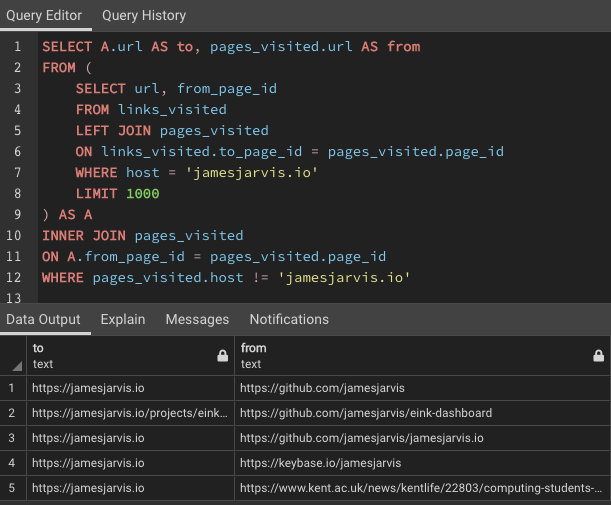 Query Editor Query History
1 SELECT A.url AS to, pages_visited.url AS from
2 FROM (
3 SELECT url, from_page_id
4 FROM links_visited
5 LEFT JOIN pages_visited
6 ON links_visited.to_page_id = pages_visited.page_id
7 WHERE host = 'jamesjarvis.io'
8 LIMIT 1000
9 ) AS A
10 INNER JOIN pages_visited
11 ON A.from_page_id = pages_visited.page_id
12 WHERE pages_visited.host != 'jamesjarvis.io'
13
Data Output Explain Messages Notifications
to from
text text
1 https://jamesjarvis.io https://github.com/jamesjarvis
2 https://jamesjarvis.io/projects/eink... https://github.com/jamesjarvis/eink-dashboard
3 https://jamesjarvis.io https://github.com/jamesjarvis/jamesjarvis.io
4 https://jamesjarvis.io https://keybase.io/jamesjarvis
5 https://jamesjarvis.io https://www.kent.ac.uk/news/kentlife/22803/computing-students-...